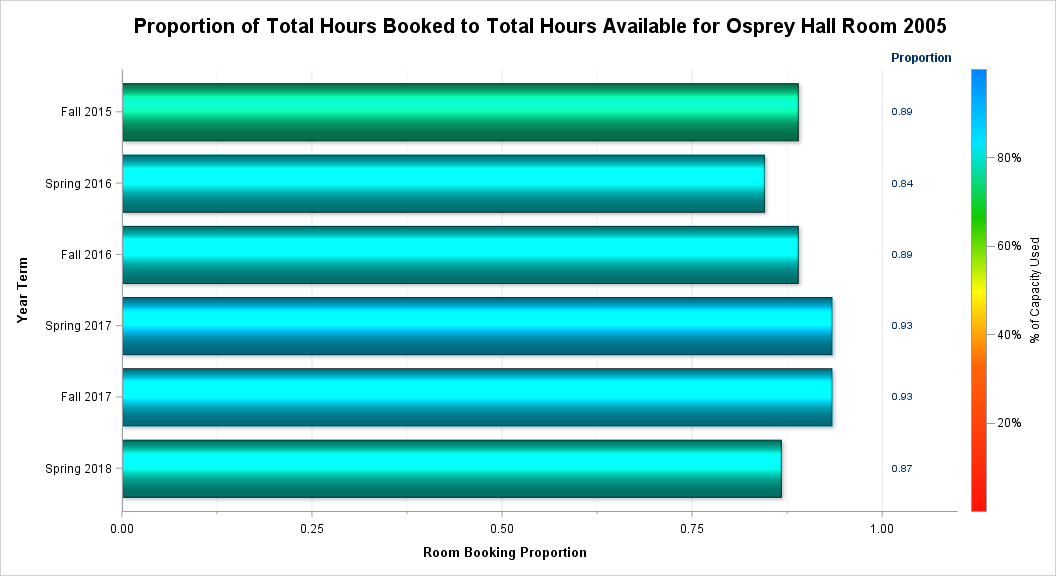 Proportion of Total Hours Booked to Total Hours Available for Osprey Hall Room 2005
Proportion
Fall 2015 0.89
Spring 2016 0.84
Fall 2016 0.89
Spring 2017 0.93
Fall 2017 0.93
Spring 2018 0.87
Year Term
0.00 0.25 0.50 0.75 1.00
Room Booking Proportion
80%
60%
40%
20%
% of Capacity Used